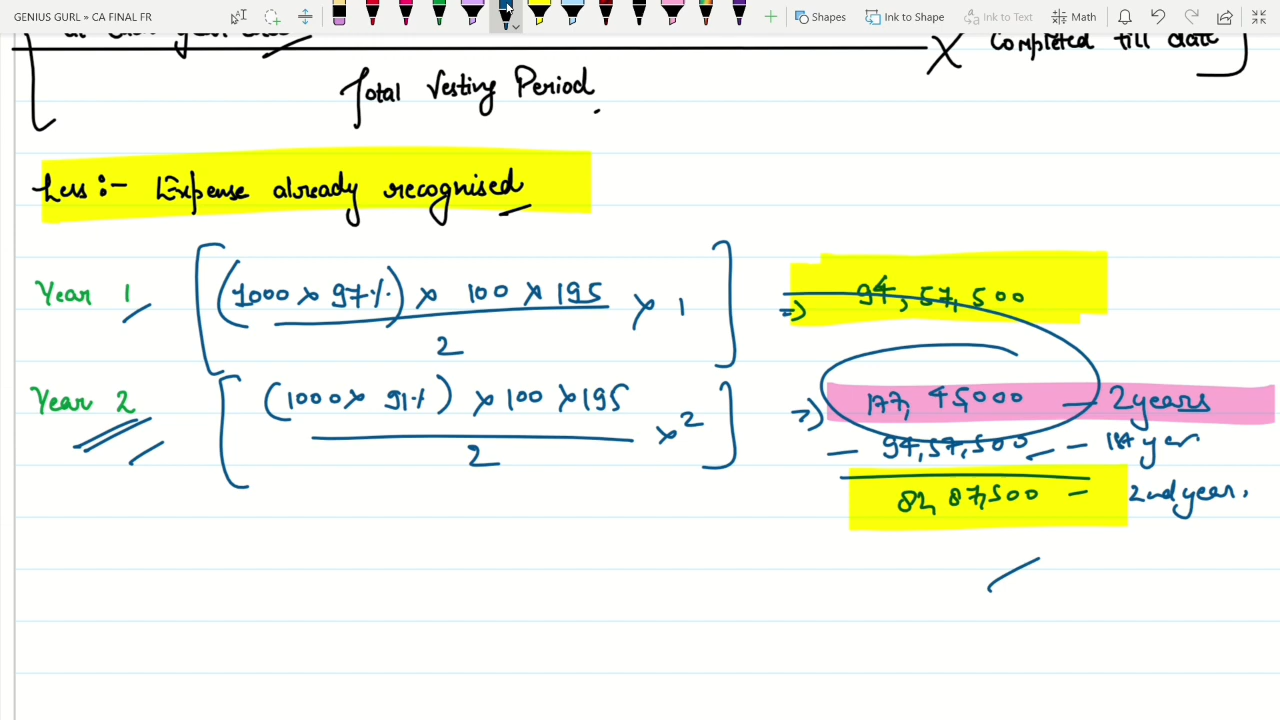 GENIUS GURL » CA FINAL FR
Shapes
Ink to Shape
Ink to Text
Math
X Completed till date
Total Vesting Period.
Less :- Expense already recognised
Year 1 [(1000 × 97%) × 100 × 195 × 1] => 94,57,500
2
Year 2 [(1000 × 91%) × 100 × 195 × 2] => 177,45,000 — 2 years
2
— 94,57,500 — 1st year
82,87,500 — 2nd year.